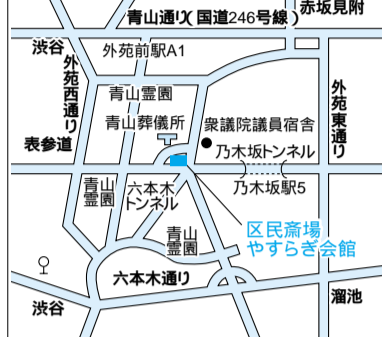 赤坂見附
青山通り(国道246号線)
渋谷
外苑前駅A1
外苑西通り
青山霊園
外苑東通り
青山葬儀所
衆議院議員宿舎
表参道
乃木坂トンネル
青山
霊園
六本木
トンネル
乃木坂駅5
区民斎場
やすらぎ会館
青山
霊園
六本木通り
渋谷
溜池